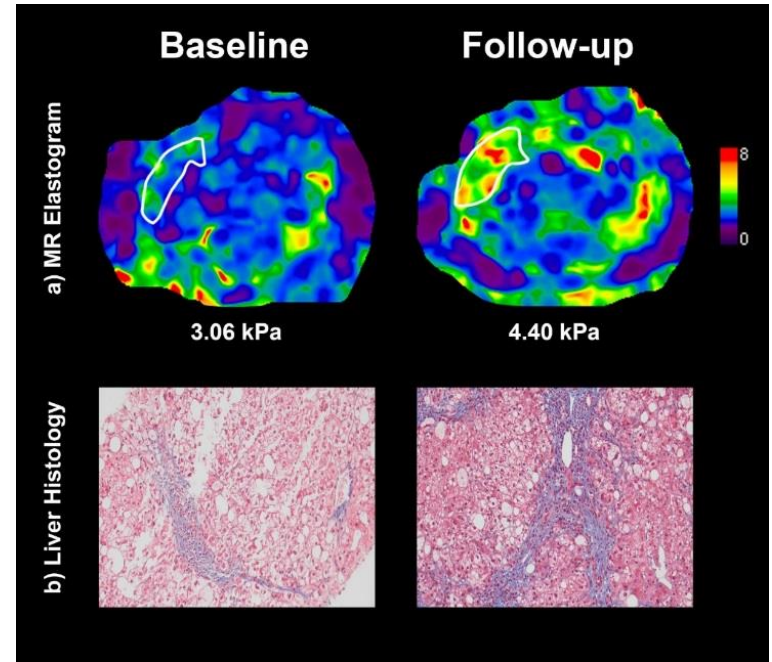 Baseline
Follow-up
a) MR Elastogram
8
0
3.06 kPa
4.40 kPa
b) Liver Histology